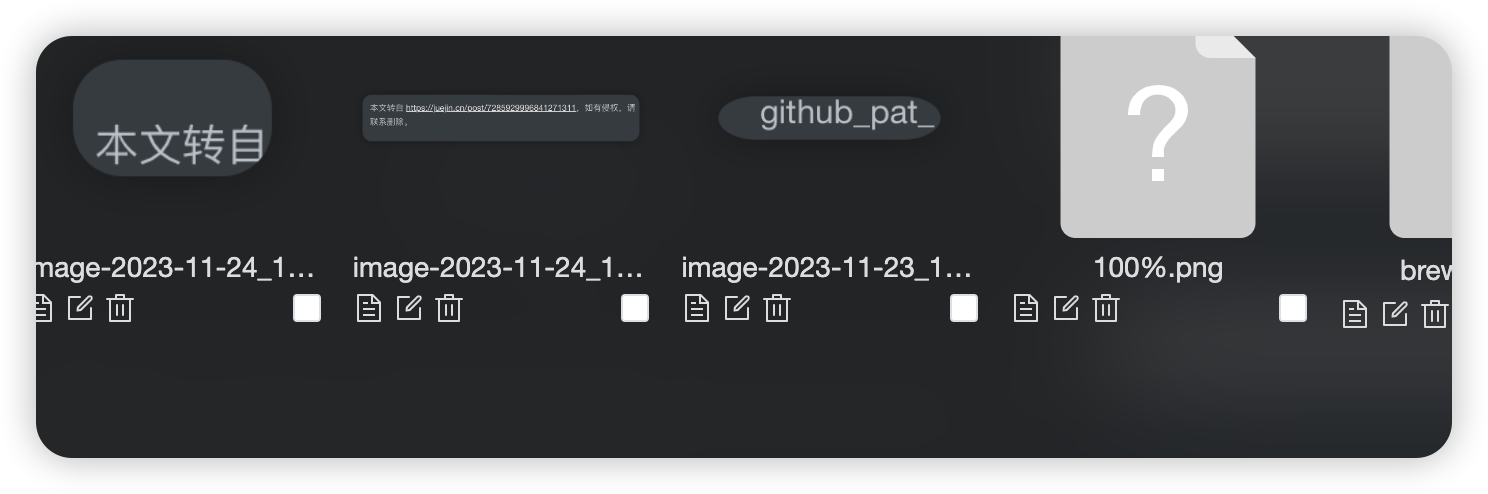 本文转自
本文转自 https://juejin.cn/post/7285929996841271311，如有侵权，请
联系删除。
github_pat_
?
mage-2023-11-24_1...
image-2023-11-24_1...
image-2023-11-23_1...
100%.png
brew